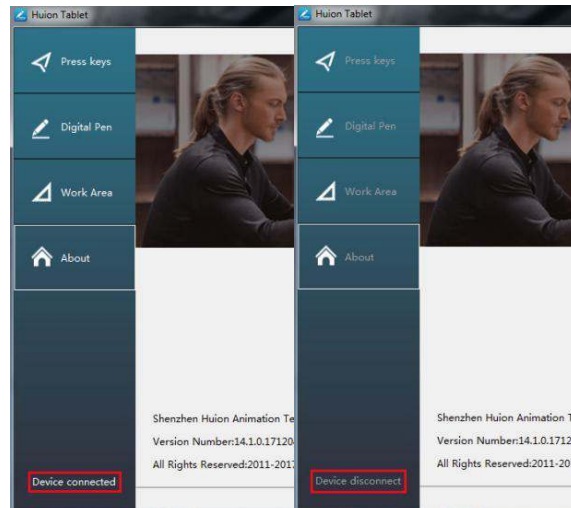 Huion Tablet
Press keys
Digital Pen
Work Area
About
Shenzhen Huion Animation Te
Version Number:14.1.0.17120
All Rights Reserved:2011-2017
Device connected
Huion Tablet
Press keys
Digital Pen
Work Area
About
Shenzhen Huion Animation T
Version Number:14.1.0.1712
All Rights Reserved:2011-20
Device disconnect